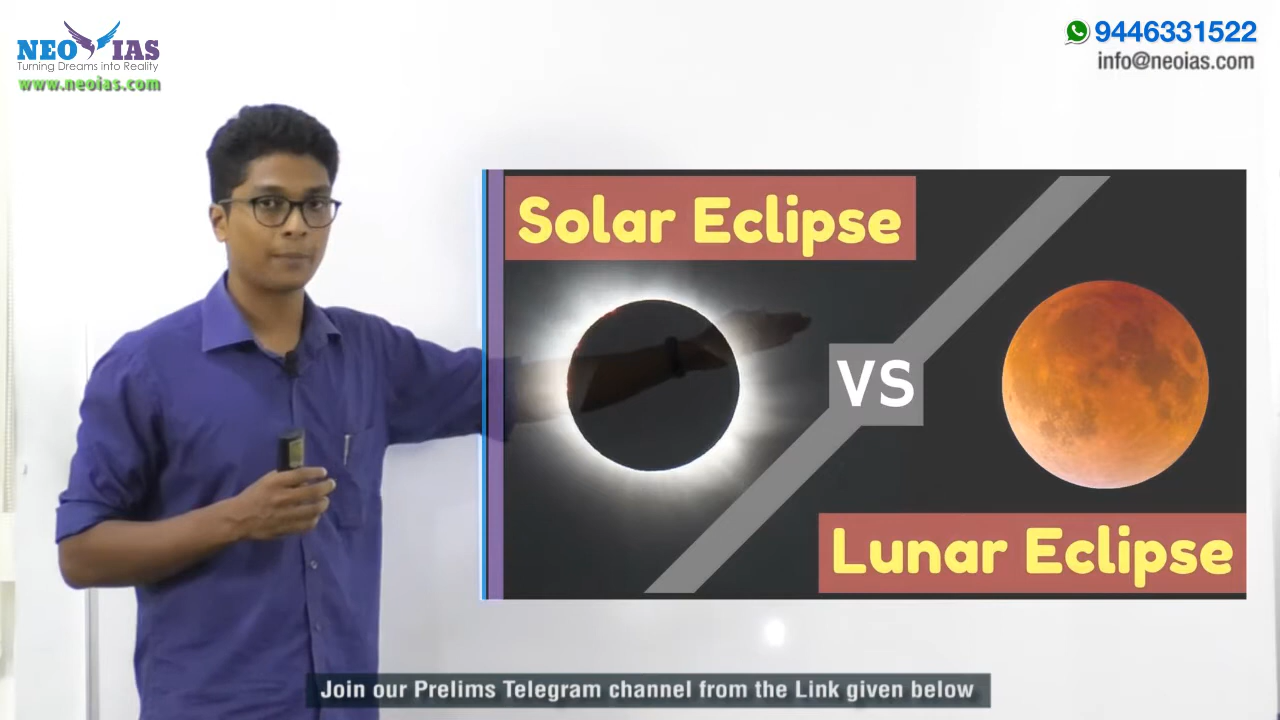 NEO IAS
Turning Dreams into Reality
www.neoias.com
9446331522
info@neoias.com
Solar Eclipse
VS
Lunar Eclipse
Join our Prelims Telegram channel from the Link given below